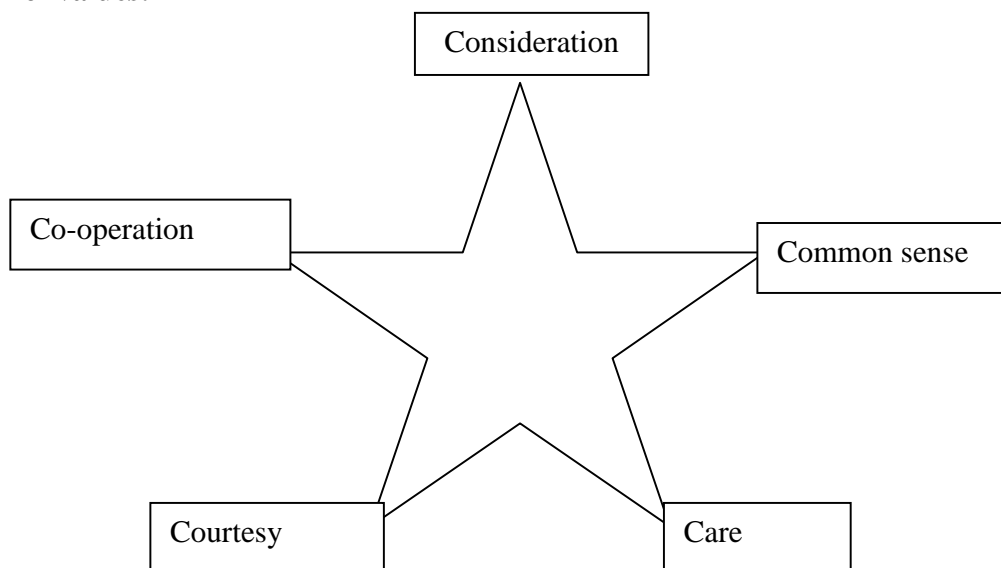 Consideration
Co-operation
Common sense
Courtesy
Care